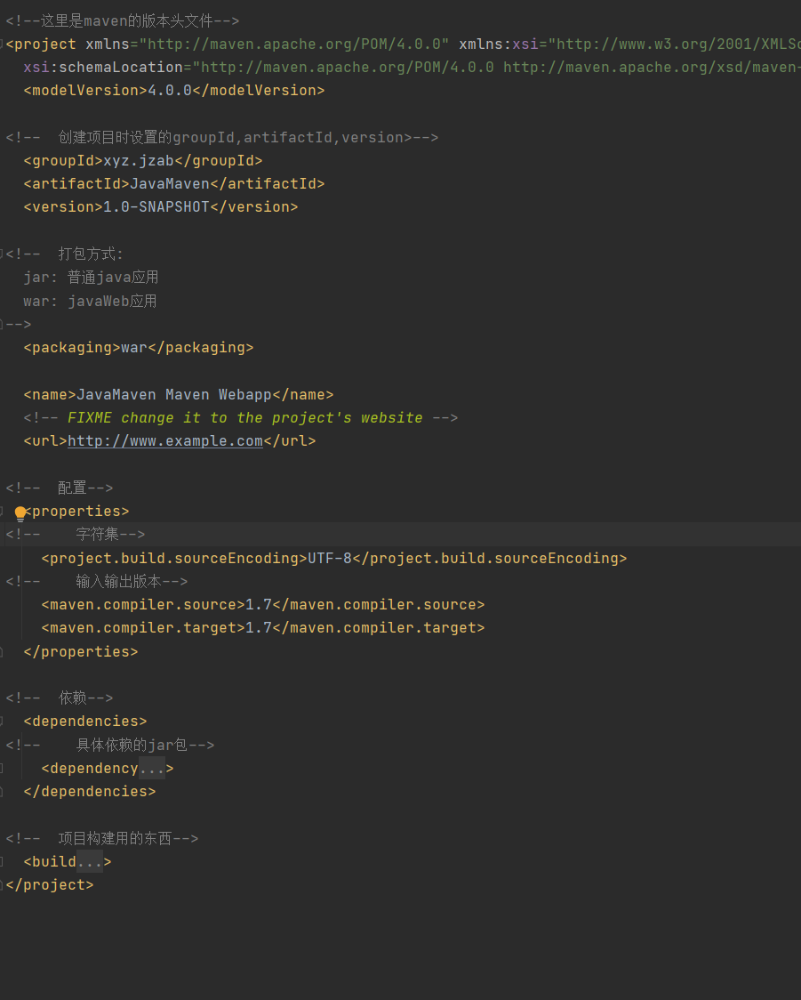 <!--这里是maven的版本头文件-->
<project xmlns="http://maven.apache.org/POM/4.0.0" xmlns:xsi="http://www.w3.org/2001/XMLSc
xsi:schemaLocation="http://maven.apache.org/POM/4.0.0 http://maven.apache.org/xsd/maven-
<modelVersion>4.0.0</modelVersion>
<!-- 创建项目时设置的groupId,artifactId,version>-->
<groupId>xyz.jzab</groupId>
<artifactId>JavaMaven</artifactId>
<version>1.0-SNAPSHOT</version>
<!-- 打包方式:
jar: 普通java应用
war: javaWeb应用
-->
<packaging>war</packaging>
<name>JavaMaven Maven Webapp</name>
<!-- FIXME change it to the project's website -->
<url>http://www.example.com</url>
<!-- 配置-->
<properties>
<!-- 字符集-->
<project.build.sourceEncoding>UTF-8</project.build.sourceEncoding>
<!-- 输入输出版本-->
<maven.compiler.source>1.7</maven.compiler.source>
<maven.compiler.target>1.7</maven.compiler.target>
</properties>
<!-- 依赖-->
<dependencies>
<!-- 具体依赖的jar包-->
<dependency...>
</dependencies>
<!-- 项目构建用的东西-->
<build...>
</project>